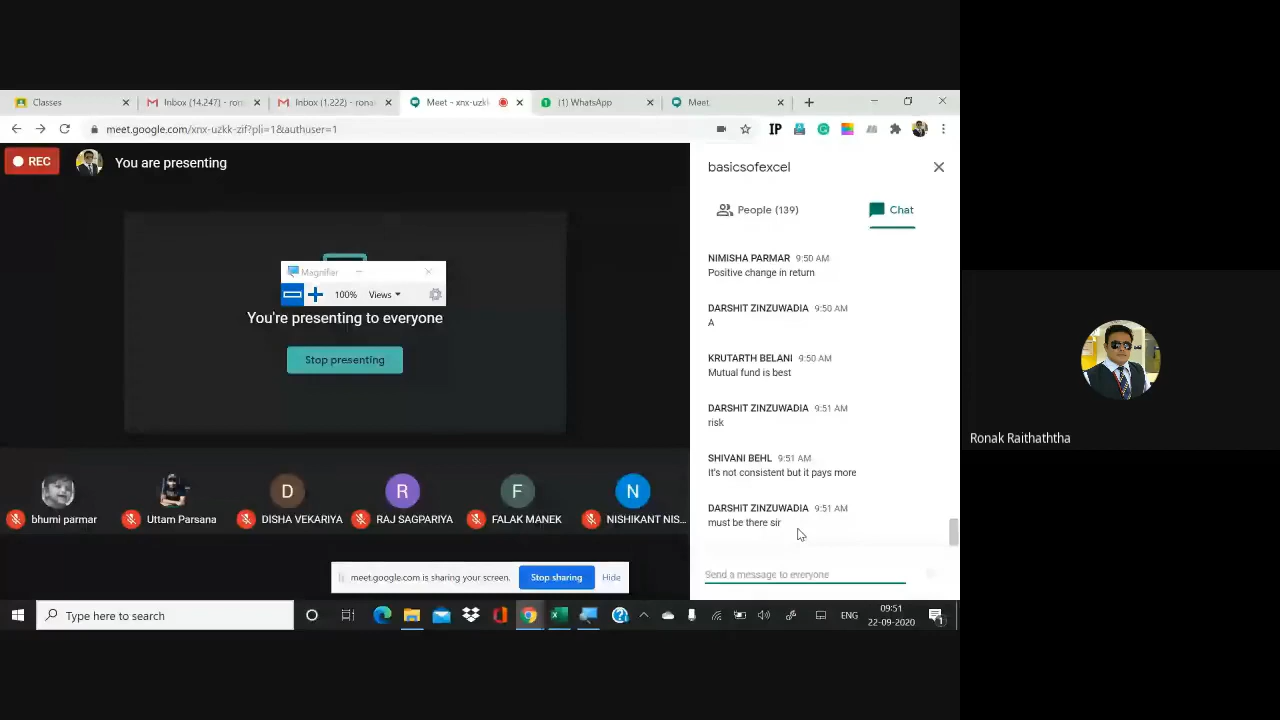 Classes
Inbox (14,247) - ron
Inbox (1,222) - rona
Meet - xnx-uzkk
(1) WhatsApp
Meet
meet.google.com/xnx-uzkk-zif?pli=1&authuser=1
IP
REC
You are presenting
basicsofexcel
People (139)
Chat
NIMISHA PARMAR 9:50 AM
Positive change in return
DARSHIT ZINZUWADIA 9:50 AM
A
KRUTARTH BELANI 9:50 AM
Mutual fund is best
DARSHIT ZINZUWADIA 9:51 AM
risk
SHIVANI BEHL 9:51 AM
It's not consistent but it pays more
DARSHIT ZINZUWADIA 9:51 AM
must be there sir
Send a message to everyone
Magnifier
100% Views
You're presenting to everyone
Stop presenting
D
R
F
N
bhumi parmar
Uttam Parsana
DISHA VEKARIYA
RAJ SAGPARIYA
FALAK MANEK
NISHIKANT NIS...
meet.google.com is sharing your screen.
Stop sharing
Hide
Type here to search
ENG
09:51
22-09-2020
1
Ronak Raithaththa